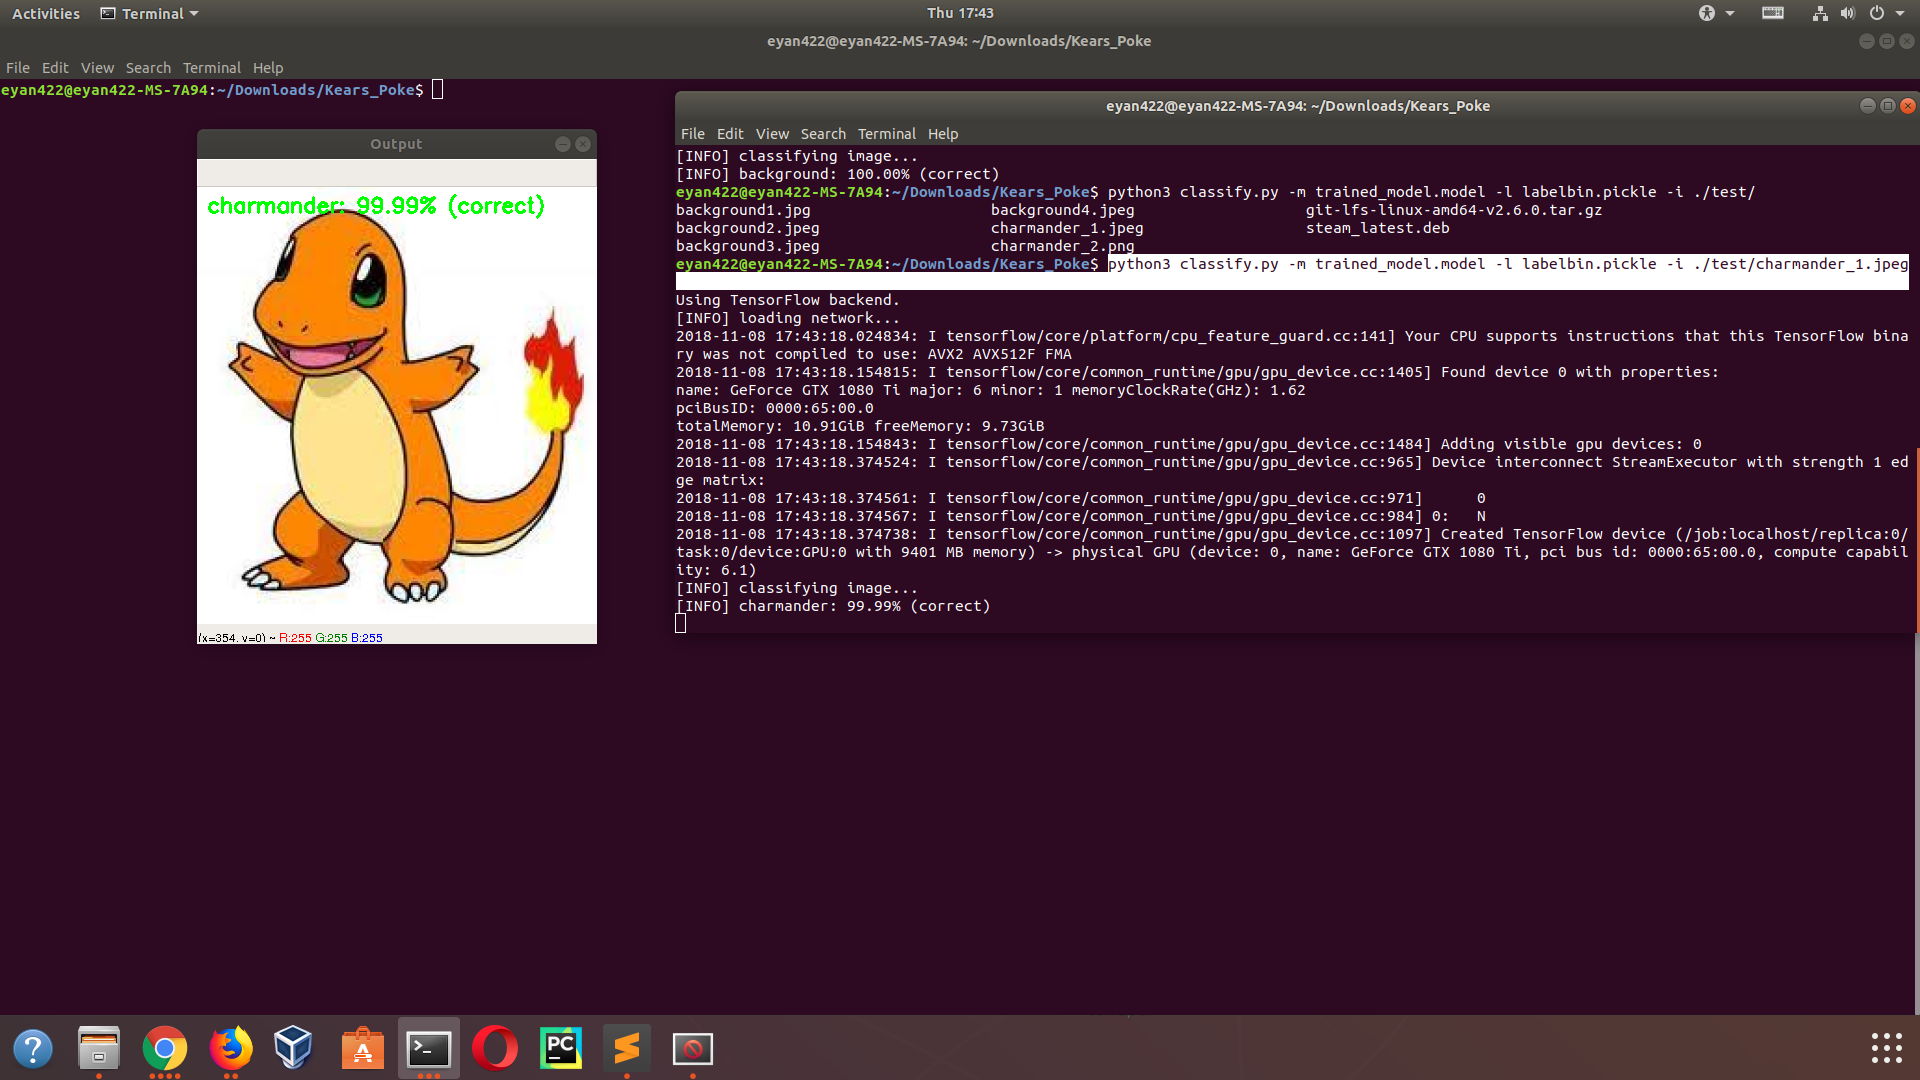 Activities Terminal Thu 17:43
eyan422@eyan422-MS-7A94: ~/Downloads/Kears_Poke
File Edit View Search Terminal Help
eyan422@eyan422-MS-7A94:~/Downloads/Kears_Poke$
Output
charmander: 99.99% (correct)
(x=354, y=0) ~ R:255 G:255 B:255
eyan422@eyan422-MS-7A94: ~/Downloads/Kears_Poke
File Edit View Search Terminal Help
[INFO] classifying image...
[INFO] background: 100.00% (correct)
eyan422@eyan422-MS-7A94:~/Downloads/Kears_Poke$ python3 classify.py -m trained_model.model -l labelbin.pickle -i ./test/
background1.jpg background4.jpeg git-lfs-linux-amd64-v2.6.0.tar.gz
background2.jpeg charmander_1.jpeg steam_latest.deb
background3.jpeg charmander_2.png
eyan422@eyan422-MS-7A94:~/Downloads/Kears_Poke$ python3 classify.py -m trained_model.model -l labelbin.pickle -i ./test/charmander_1.jpeg
Using TensorFlow backend.
[INFO] loading network...
2018-11-08 17:43:18.024834: I tensorflow/core/platform/cpu_feature_guard.cc:141] Your CPU supports instructions that this TensorFlow bina
ry was not compiled to use: AVX2 AVX512F FMA
2018-11-08 17:43:18.154815: I tensorflow/core/common_runtime/gpu/gpu_device.cc:1405] Found device 0 with properties:
name: GeForce GTX 1080 Ti major: 6 minor: 1 memoryClockRate(GHz): 1.62
pciBusID: 0000:65:00.0
totalMemory: 10.91GiB freeMemory: 9.73GiB
2018-11-08 17:43:18.154843: I tensorflow/core/common_runtime/gpu/gpu_device.cc:1484] Adding visible gpu devices: 0
2018-11-08 17:43:18.374524: I tensorflow/core/common_runtime/gpu/gpu_device.cc:965] Device interconnect StreamExecutor with strength 1 ed
ge matrix:
2018-11-08 17:43:18.374561: I tensorflow/core/common_runtime/gpu/gpu_device.cc:971] 0
2018-11-08 17:43:18.374567: I tensorflow/core/common_runtime/gpu/gpu_device.cc:984] 0: N
2018-11-08 17:43:18.374738: I tensorflow/core/common_runtime/gpu/gpu_device.cc:1097] Created TensorFlow device (/job:localhost/replica:0/
task:0/device:GPU:0 with 9401 MB memory) -> physical GPU (device: 0, name: GeForce GTX 1080 Ti, pci bus id: 0000:65:00.0, compute capabil
ity: 6.1)
[INFO] classifying image...
[INFO] charmander: 99.99% (correct)
PC